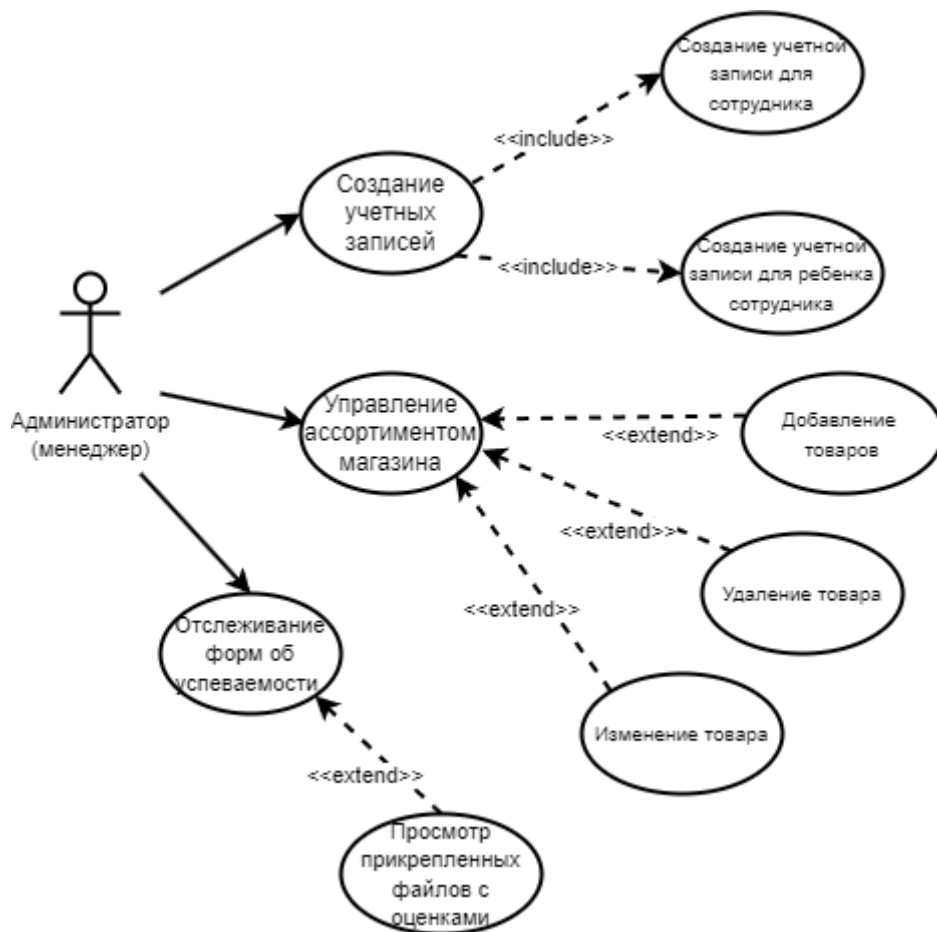 Создание учетной
записи для
сотрудника
<<include>>
Создание
учетных
записей
<<include>>
Создание учетной
записи для ребенка
сотрудника
Администратор
(менеджер)
Управление
ассортиментом
магазина
<<extend>>
Добавление
товаров
<<extend>>
Удаление товара
<<extend>>
Отслеживание
форм об
успеваемости
Изменение товара
<<extend>>
Просмотр
прикрепленных
файлов с
оценками